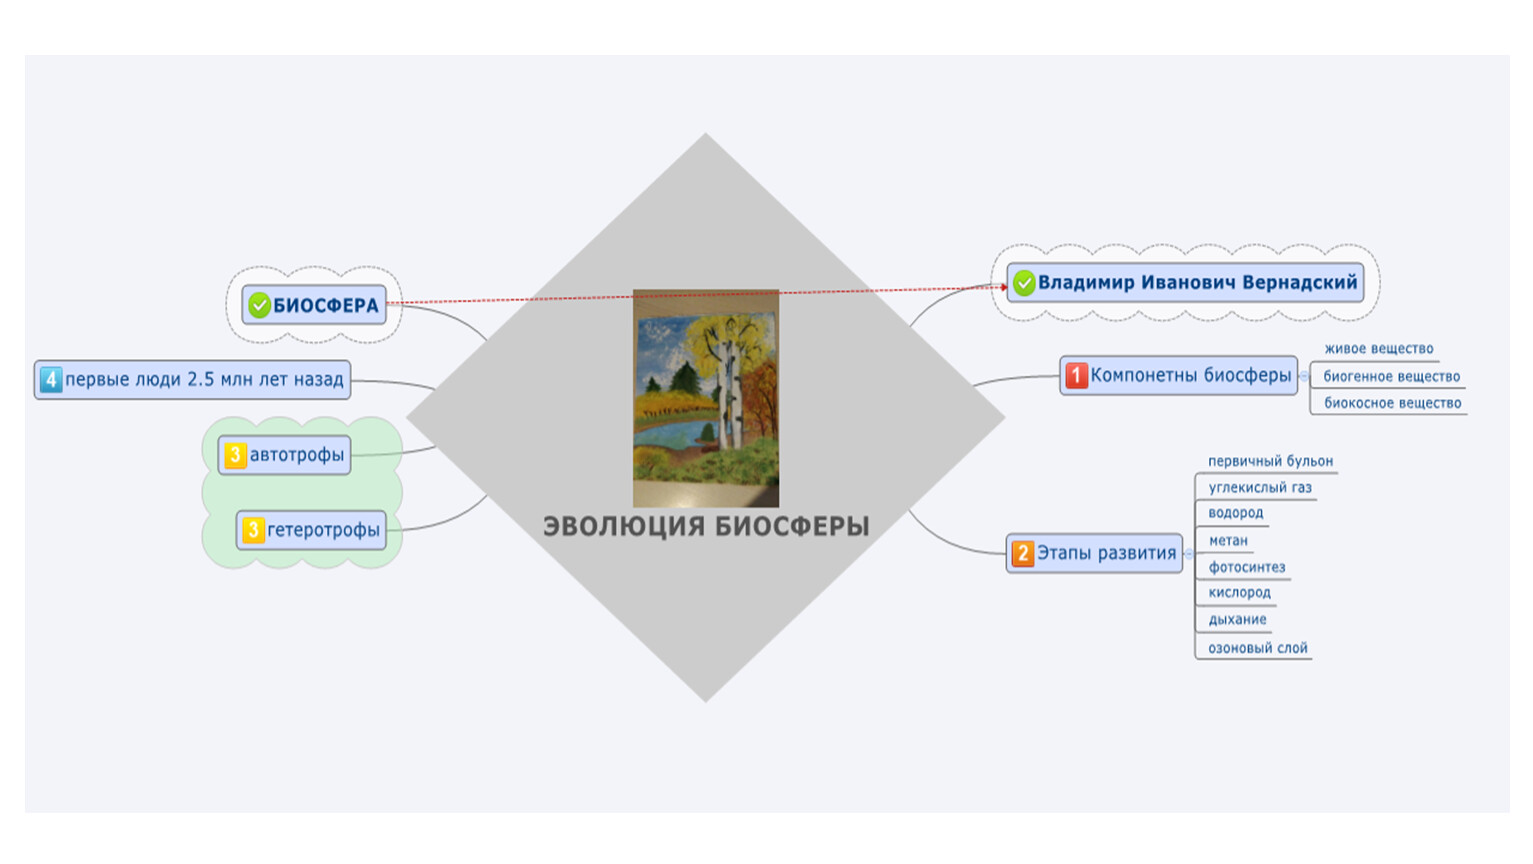 БИОСФЕРА
4 первые люди 2.5 млн лет назад
3 автотрофы
3 гетеротрофы
ЭВОЛЮЦИЯ БИОСФЕРЫ
Владимир Иванович Вернадский
1 Компонетны биосферы
живое вещество
биогенное вещество
биокосное вещество
2 Этапы развития
первичный бульон
углекислый газ
водород
метан
фотосинтез
кислород
дыхание
озоновый слой